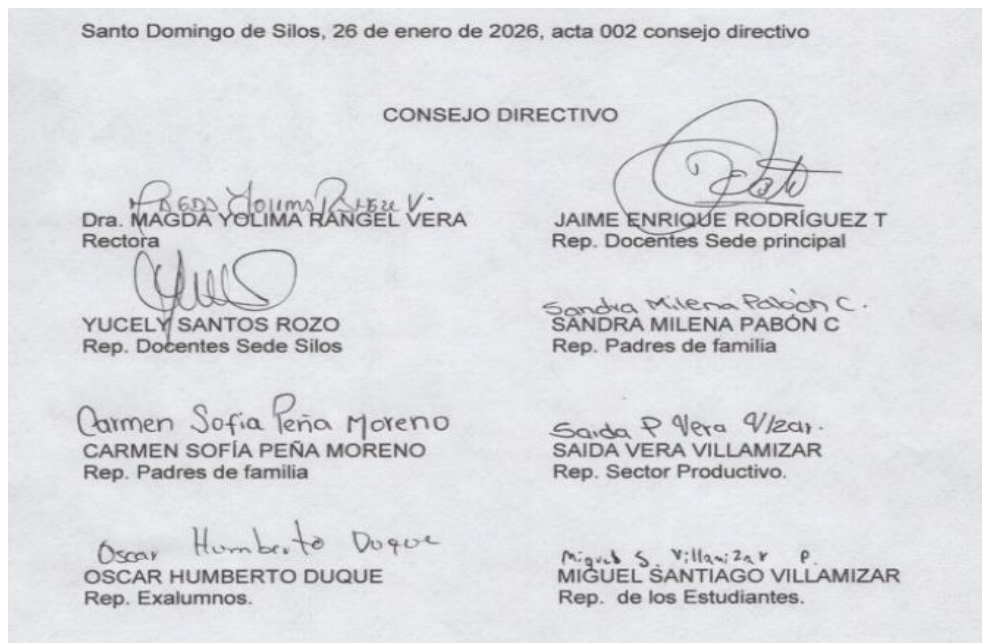 Santo Domingo de Silos, 26 de enero de 2026, acta 002 consejo directivo
CONSEJO DIRECTIVO
Dra. MAGDA YOLIMA RANGEL VERA
Rectora
JAIME ENRIQUE RODRÍGUEZ T
Rep. Docentes Sede principal
YUCELY SANTOS ROZO
Rep. Docentes Sede Silos
Sandra Milena Pabón C.
SANDRA MILENA PABÓN C
Rep. Padres de familia
Carmen Sofía Peña Moreno
CARMEN SOFÍA PEÑA MORENO
Rep. Padres de familia
Saida P Vera V/zar.
SAIDA VERA VILLAMIZAR
Rep. Sector Productivo.
Oscar Humberto Duque
OSCAR HUMBERTO DUQUE
Rep. Exalumnos.
Miguel S. Villamizar P.
MIGUEL SANTIAGO VILLAMIZAR
Rep. de los Estudiantes.